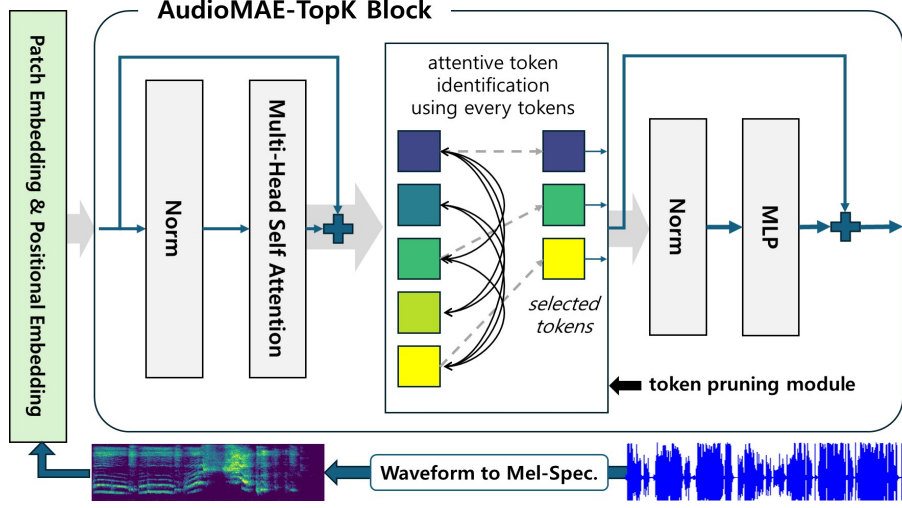 AudioMAE-TopK Block
Patch Embedding & Positional Embedding
Norm
Multi-Head Self Attention
attentive token
identification
using every tokens
selected
tokens
Norm
MLP
token pruning module
Waveform to Mel-Spec.